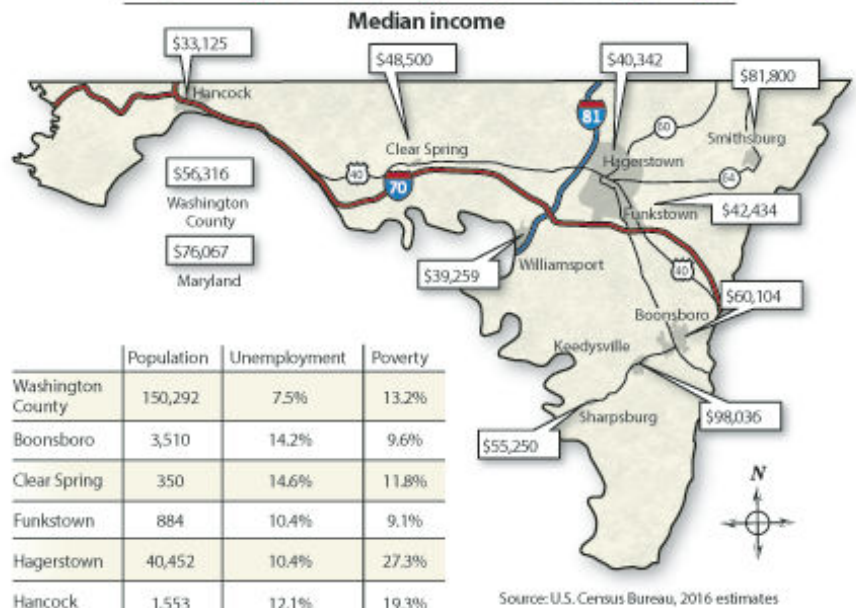 Median income
$33,125
$48,500
$40,342
$81,800
Hancock
81
60
Smithsburg
Clear Spring
Hagerstown
40
70
64
$56,316
Washington
County
Funkstown
$42,434
$76,067
Maryland
$39,259
Williamsport
40
$60,104
Boonsboro
Keedysville
Sharpsburg
$98,036
$55,250
N
Population Unemployment Poverty
Washington
County 150,292 7.5% 13.2%
Boonsboro 3,510 14.2% 9.6%
Clear Spring 350 14.6% 11.8%
Funkstown 884 10.4% 9.1%
Hagerstown 40,452 10.4% 27.3%
Hancock 1,553 12.1% 19.3%
Source: U.S. Census Bureau, 2016 estimates